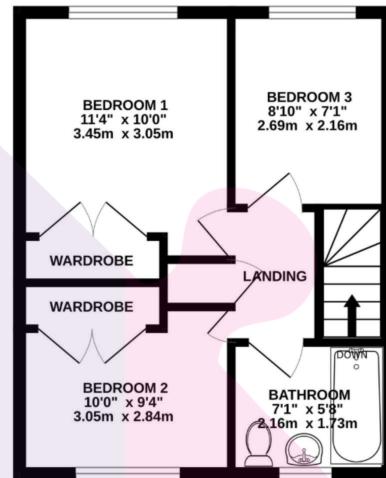 BEDROOM 1
11'4" x 10'0"
3.45m x 3.05m
BEDROOM 3
8'10" x 7'1"
2.69m x 2.16m
WARDROBE
WARDROBE
LANDING
DOWN
BEDROOM 2
10'0" x 9'4"
3.05m x 2.84m
BATHROOM
7'1" x 5'8"
2.16m x 1.73m